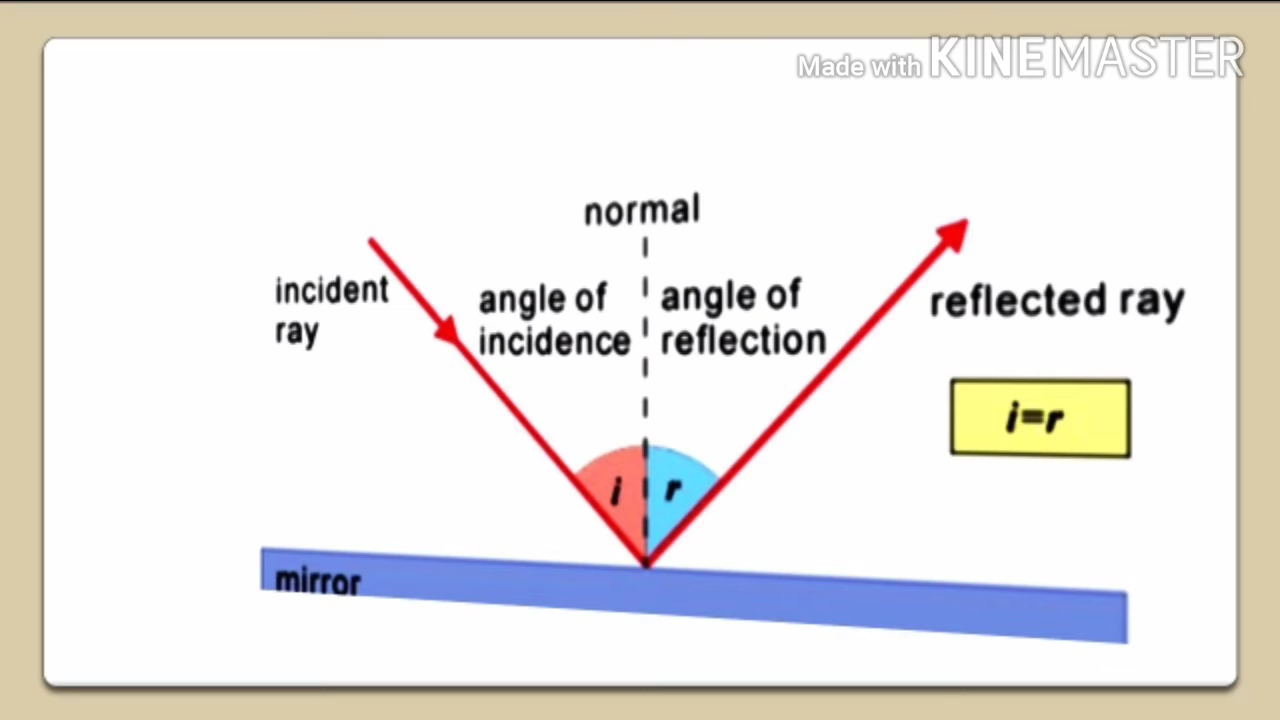 Made with KINEMASTER
normal
incident
ray
angle of
incidence
angle of
reflection
reflected ray
i=r
i
r
mirror